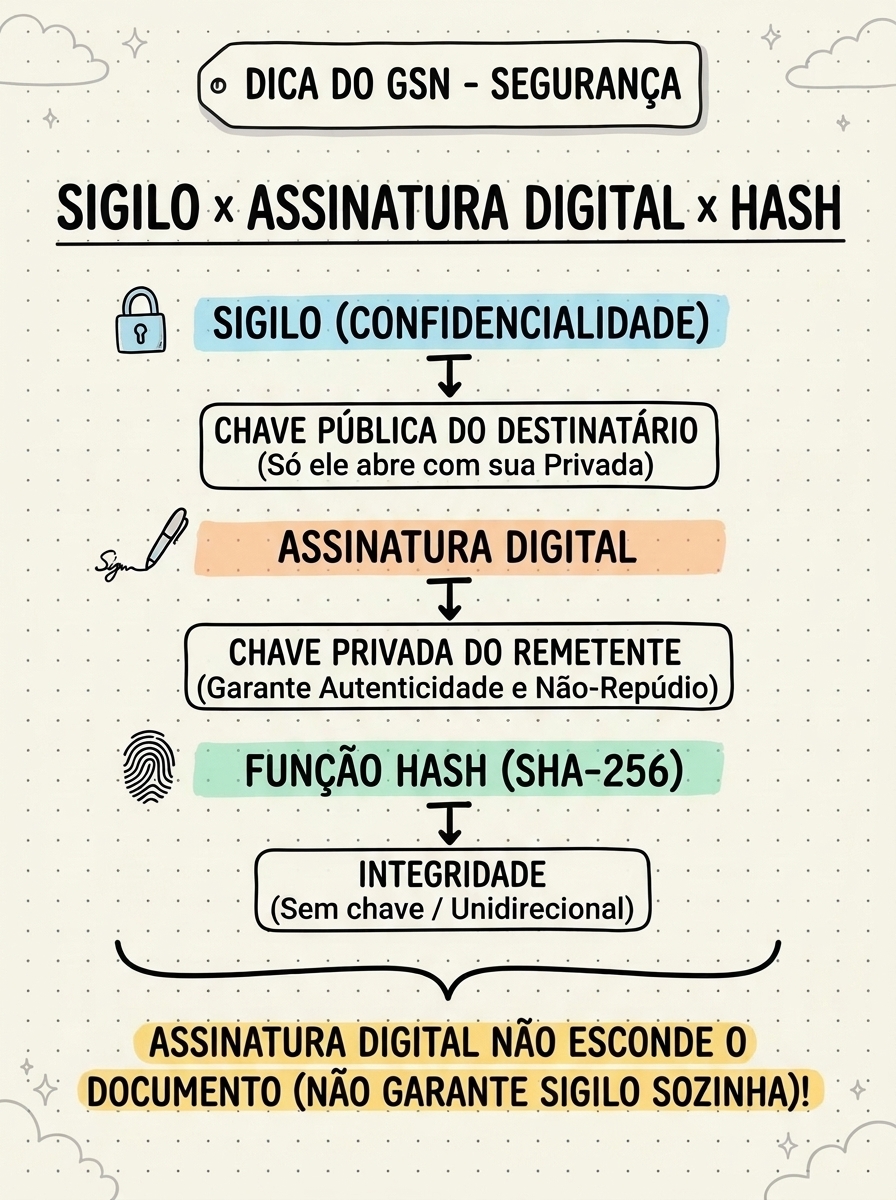 DICA DO GSN - SEGURANÇA
SIGILO x ASSINATURA DIGITAL x HASH
SIGILO (CONFIDENCIALIDADE)
CHAVE PÚBLICA DO DESTINATÁRIO
(Só ele abre com sua Privada)
Sign
ASSINATURA DIGITAL
CHAVE PRIVADA DO REMETENTE
(Garante Autenticidade e Não-Repúdio)
FUNÇÃO HASH (SHA-256)
INTEGRIDADE
(Sem chave / Unidirecional)
ASSINATURA DIGITAL NÃO ESCONDE O
DOCUMENTO (NÃO GARANTE SIGILO SOZINHA)!